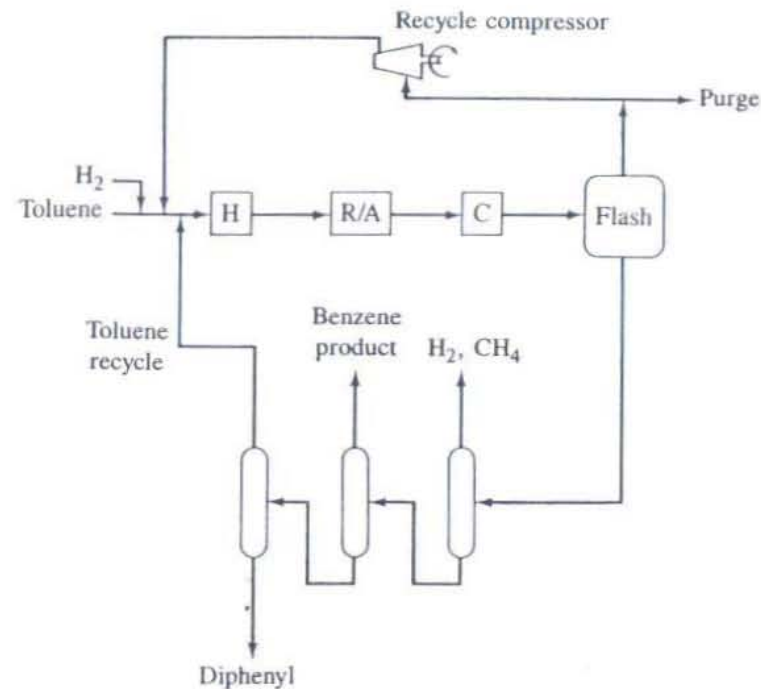 Recycle compressor
Purge
H₂
Toluene
H
R/A
C
Flash
Toluene
recycle
Benzene
product
H₂, CH₄
Diphenyl